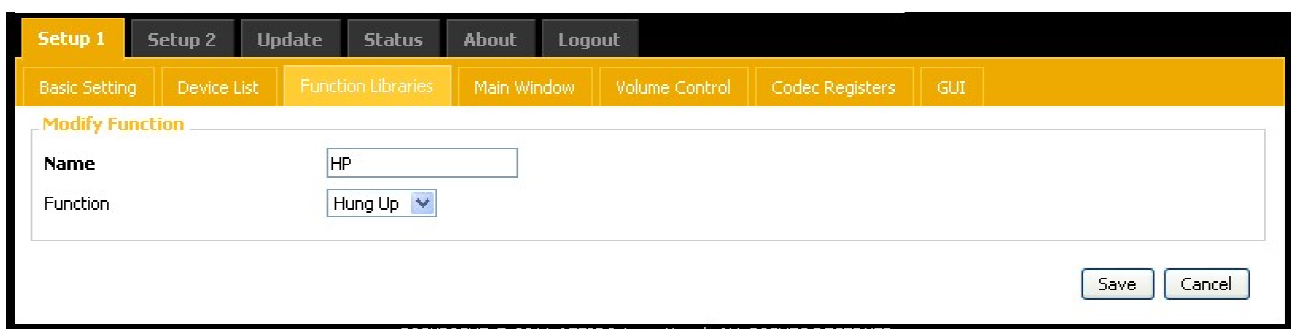 Setup 1 Setup 2 Update Status About Logout
Basic Setting Device List Function Libraries Main Window Volume Control Codec Registers GUI
Modify Function
Name HP
Function Hung Up
Save Cancel